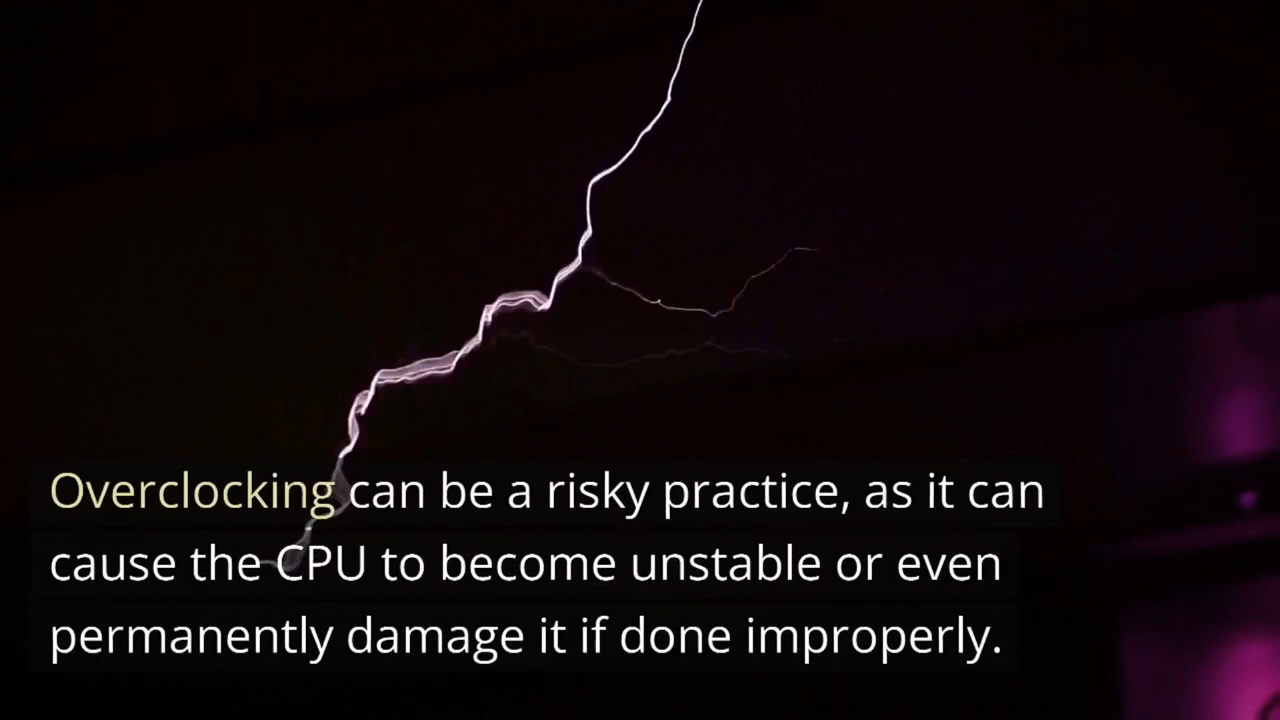 Overclocking can be a risky practice, as it can
cause the CPU to become unstable or even
permanently damage it if done improperly.